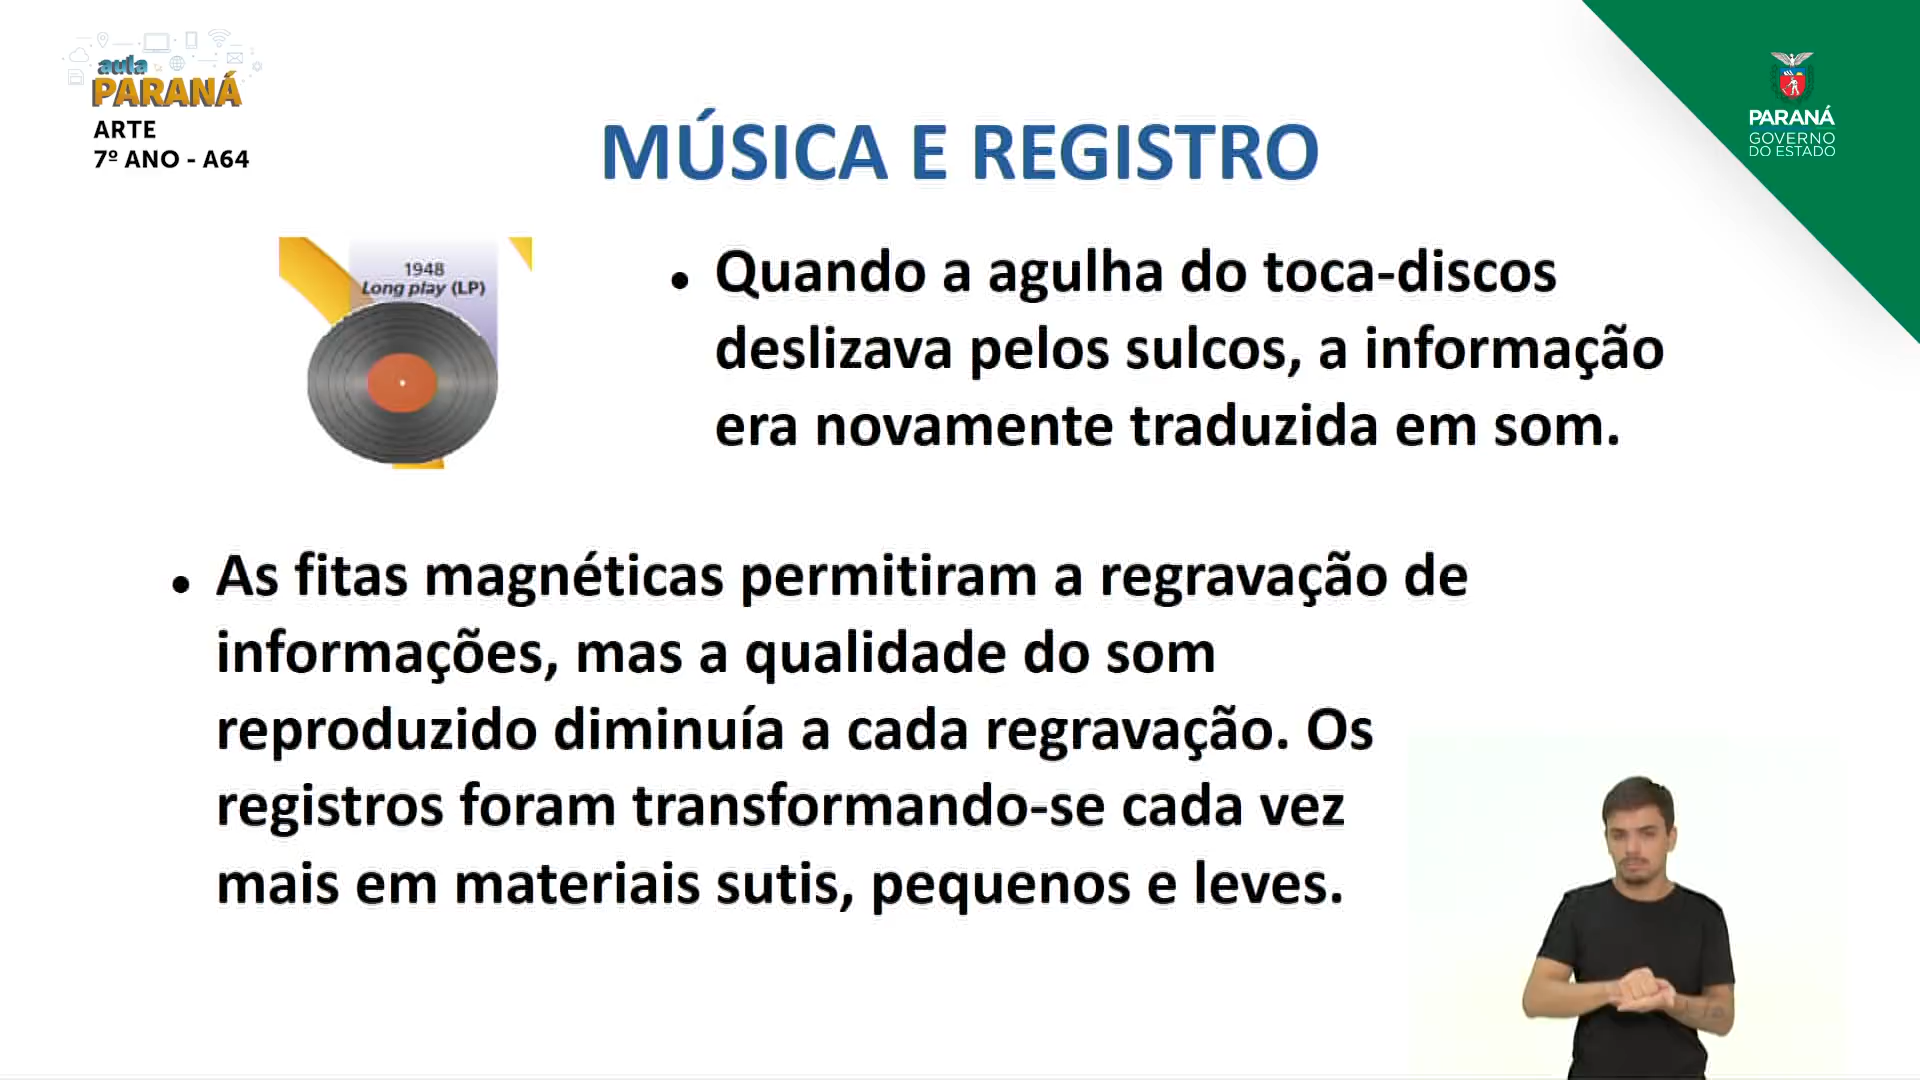 aula
PARANÁ
ARTE
7º ANO - A64
PARANÁ
GOVERNO
DO ESTADO
MÚSICA E REGISTRO
1948
Long play (LP)
• Quando a agulha do toca-discos
deslizava pelos sulcos, a informação
era novamente traduzida em som.
• As fitas magnéticas permitiram a regravação de
informações, mas a qualidade do som
reproduzido diminuía a cada regravação. Os
registros foram transformando-se cada vez
mais em materiais sutis, pequenos e leves.